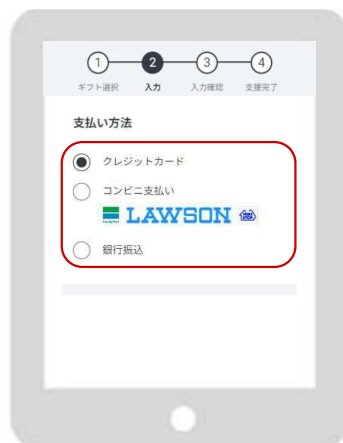 1 2 3 4
ギフト選択 入力 入力確認 支援完了
支払い方法
クレジットカード
コンビニ支払い
FamilyMart LAWSON
銀行振込